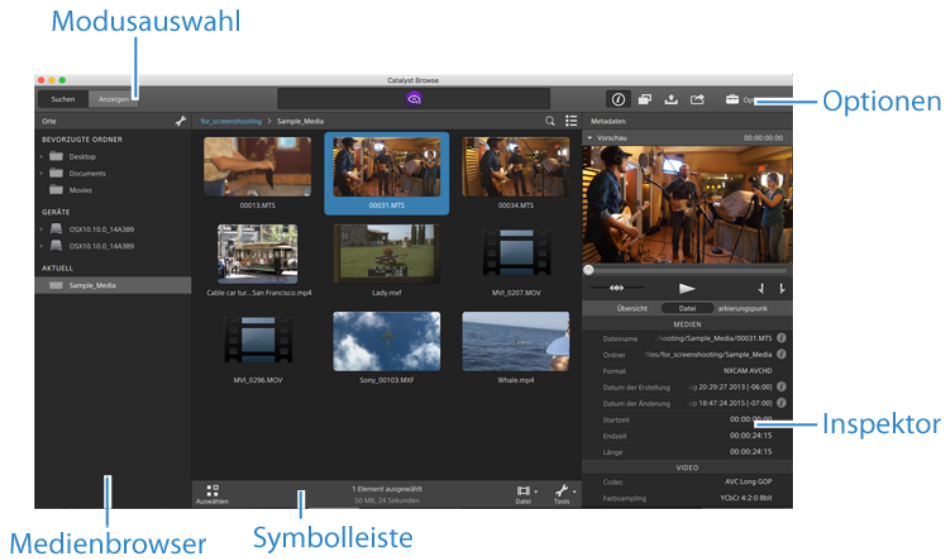 Modusauswahl
Catalyst Browse
Suchen
Anzeigen
Optionen
Orte
for_screenshooting > Sample_Media
Metadaten
BEVORZUGTE ORDNER
Desktop
Documents
Movies
GERÄTE
OSX10.10.0_14A389
OSX10.10.0_14A389
AKTUELL
Sample_Media
00013.MTS
00031.MTS
00034.MTS
Cable car tur...San Francisco.mp4
Lady.mxf
MVI_0207.MOV
MVI_0296.MOV
Sony_00103.MXF
Whale.mp4
Vorschau
00:00:00:00
Übersicht
Datei
arkierungspunk
MEDIEN
Dateiname
hooting/Sample_Media/00031.MTS
Ordner
files/for_screenshooting/Sample_Media
Format
NXCAM AVCHD
Datum der Erstellung
20:29:27 2013 (-06:00)
Datum der Änderung
18:47:24 2015 (-07:00)
Startzeit
00:00:00:00
Endzeit
00:00:24:15
Länge
00:00:24:15
VIDEO
Codec
AVC Long GOP
Farbsampling
YCbCr 4:2:0 8bit
Inspektor
Auswählen
1 Element ausgewählt
50 MB, 24 Sekunden
Datei
Tools
Medienbrowser
Symbolleiste